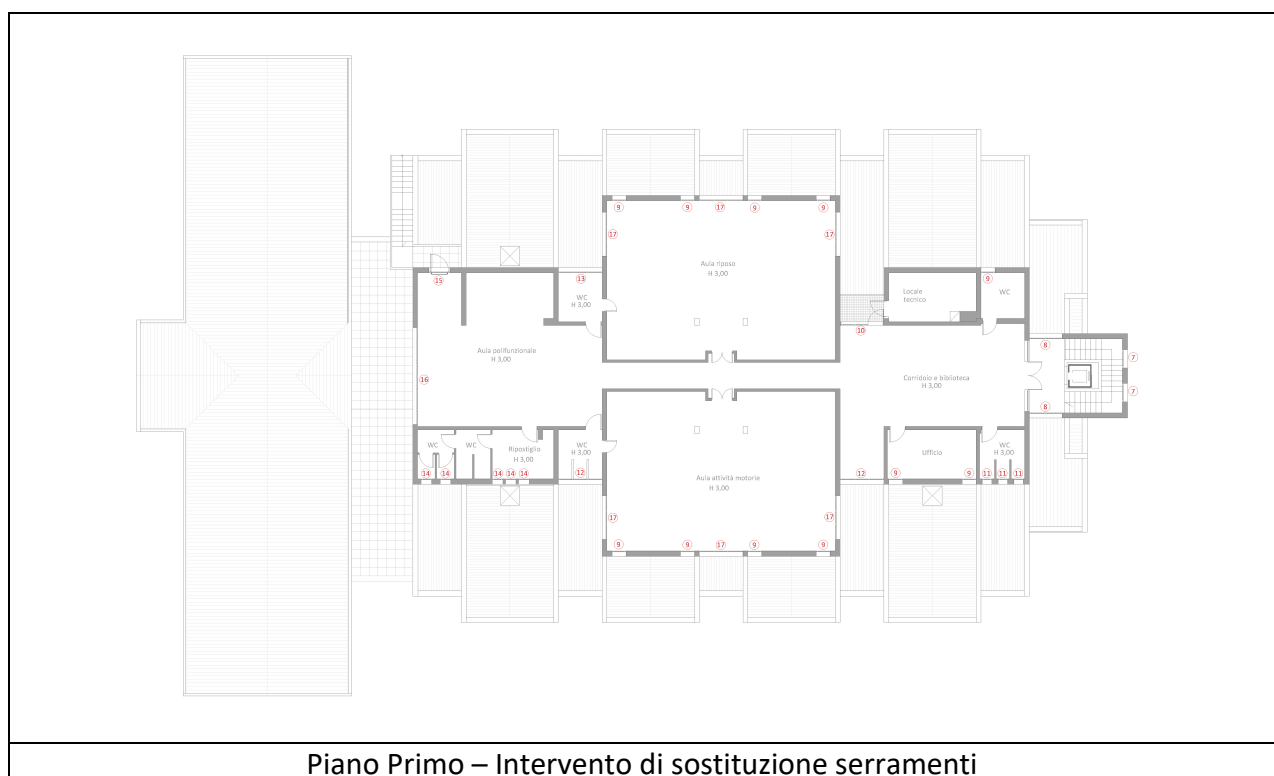 9 9 17 9 9
17 17
Aula riposo
H 3,00
15 13 9
WC
H 3,00
Locale
tecnico
WC
10
8
Aula polifunzionale
H 3,00
7
16
Corridoio e biblioteca
H 3,00
7
8
WC
WC
Ripostiglio
H 3,00
WC
H 3,00
Ufficio
WC
H 3,00
14 14 14 14 14 12
Aula attività motorie
H 3,00
12 9 9 11 11 11
17 17
9 9 17 9 9
Piano Primo – Intervento di sostituzione serramenti